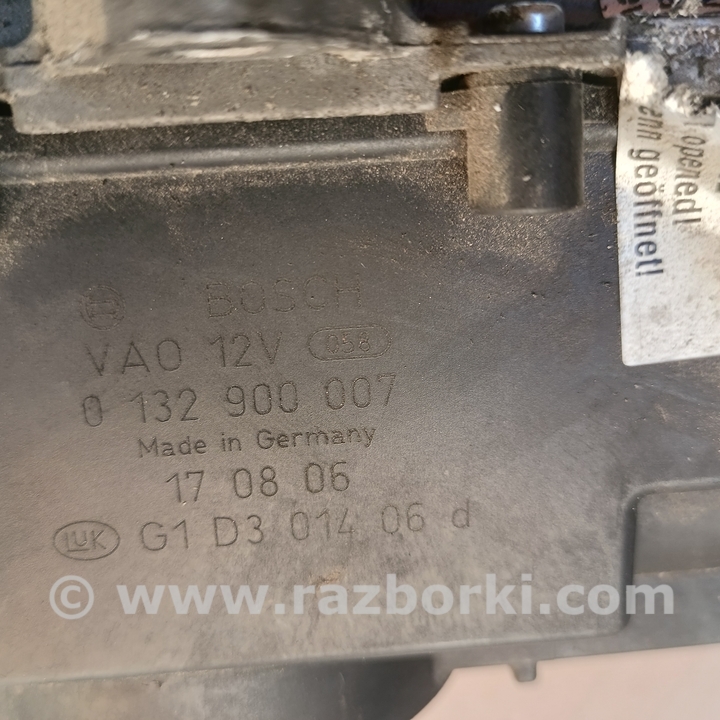 BOSCH
VAO 12V 058
0 132 900 007
Made in Germany
17 08 06
LUK G1 D3 014 06 d
opened!
geöffnet!
© www.razborki.com